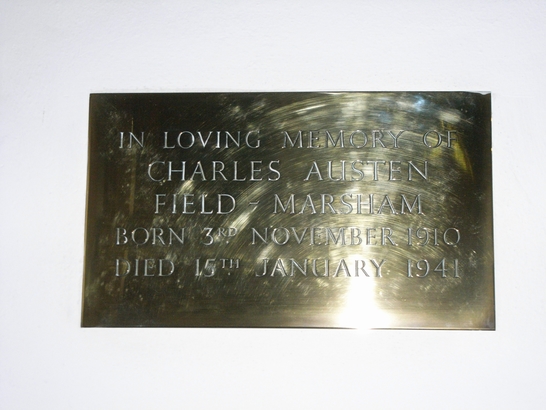 IN LOVING MEMORY OF
CHARLES AUSTEN
FIELD - MARSHAM
BORN 3RD NOVEMBER 1910
DIED 15TH JANUARY 1941